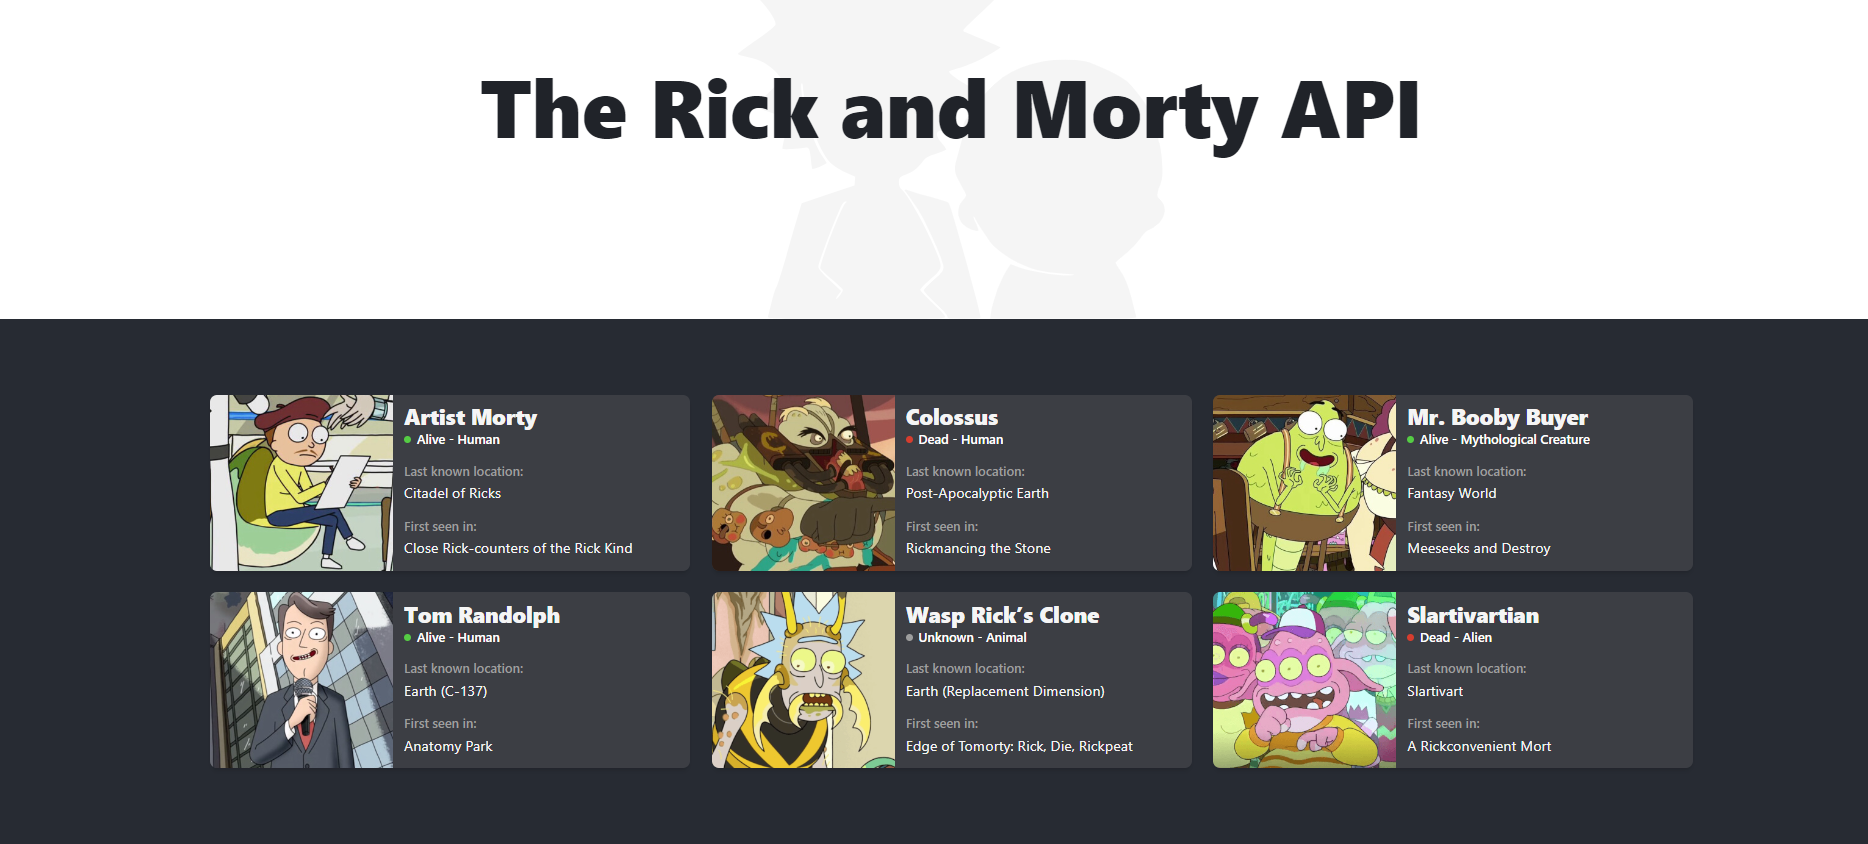 The Rick and Morty API
Artist Morty
Alive - Human
Last known location:
Citadel of Ricks
First seen in:
Close Rick-counters of the Rick Kind
Colossus
Dead - Human
Last known location:
Post-Apocalyptic Earth
First seen in:
Rickmancing the Stone
Mr. Booby Buyer
Alive - Mythological Creature
Last known location:
Fantasy World
First seen in:
Meeseeks and Destroy
Tom Randolph
Alive - Human
Last known location:
Earth (C-137)
First seen in:
Anatomy Park
Wasp Rick’s Clone
Unknown - Animal
Last known location:
Earth (Replacement Dimension)
First seen in:
Edge of Tomorty: Rick, Die, Rickpeat
Slartivartian
Dead - Alien
Last known location:
Slartivart
First seen in:
A Rickconvenient Mort